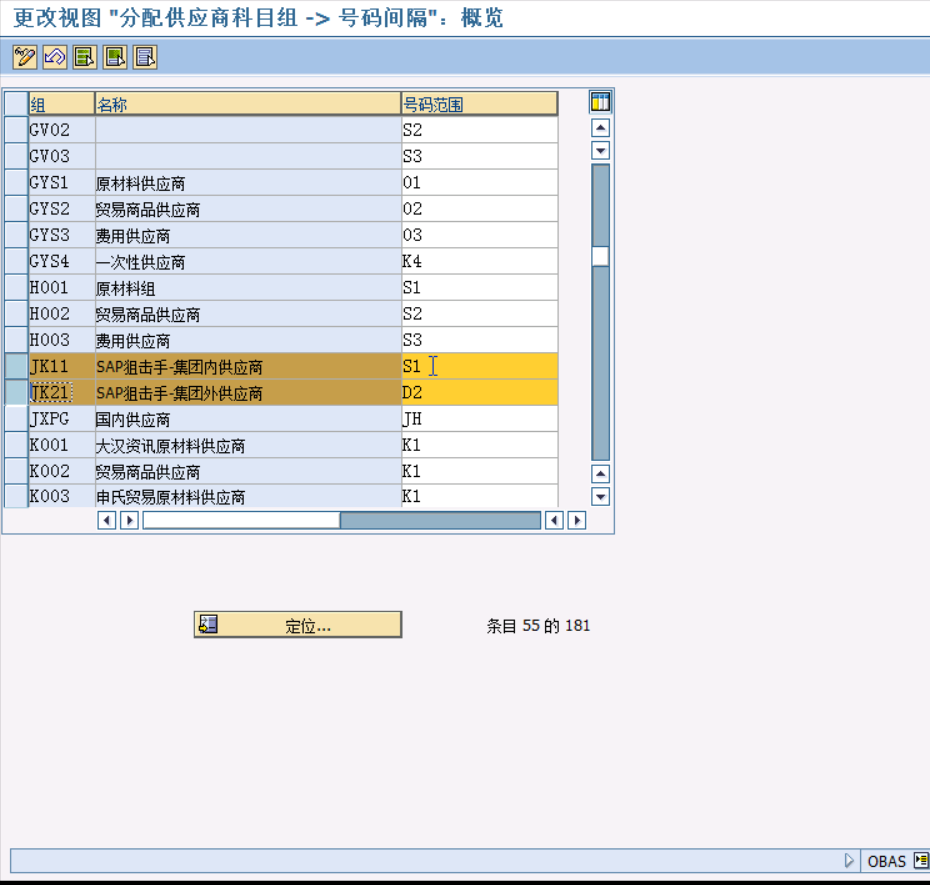 更改视图 "分配供应商科目组 -> 号码间隔": 概览
组 名称 号码范围
GV02 S2
GV03 S3
GYS1 原材料供应商 01
GYS2 贸易商品供应商 02
GYS3 费用供应商 03
GYS4 一次性供应商 K4
H001 原材料组 S1
H002 贸易商品供应商 S2
H003 费用供应商 S3
JK11 SAP狙击手-集团内供应商 S1
JK21 SAP狙击手-集团外供应商 D2
JXPG 国内供应商 JH
K001 大汉资讯原材料供应商 K1
K002 贸易商品供应商 K1
K003 申氏贸易原材料供应商 K1
定位... 条目 55 的 181
OBAS